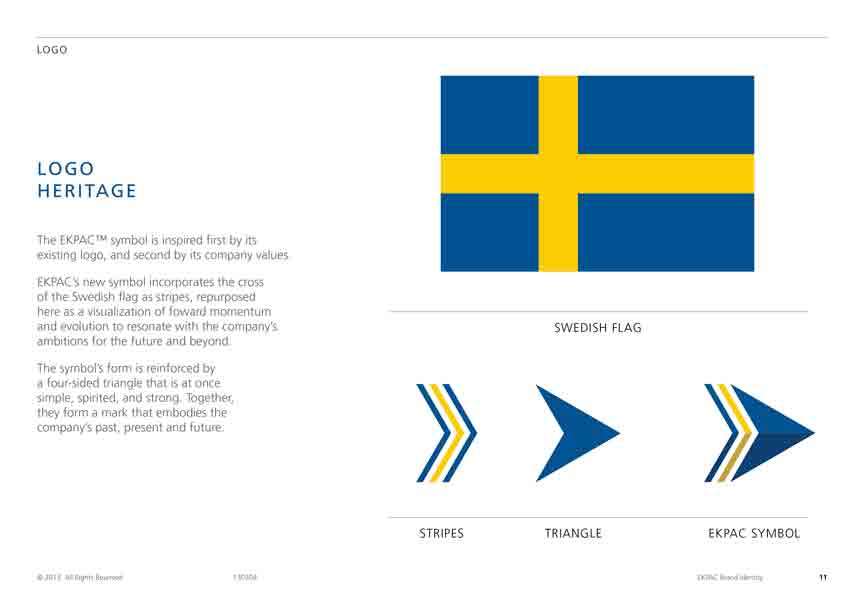 LOGO
LOGO
HERITAGE
The EKPAC™ symbol is inspired first by its
existing logo, and second by its company values.
EKPAC's new symbol incorporates the cross
of the Swedish flag as stripes, repurposed
here as a visualization of foward momentum
and evolution to resonate with the company's
ambitions for the future and beyond.
The symbol's form is reinforced by
a four-sided triangle that is at once
simple, spirited, and strong. Together,
they form a mark that embodies the
company's past, present and future.
SWEDISH FLAG
STRIPES
TRIANGLE
EKPAC SYMBOL
© 2013 All Rights Reserved
130308
EKPAC Brand Identity
11